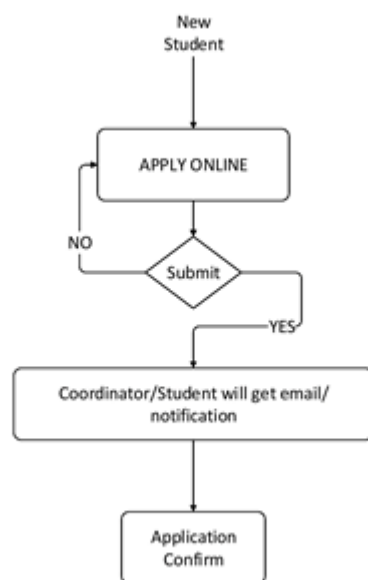 New
Student
APPLY ONLINE
NO
Submit
YES
Coordinator/Student will get email/
notification
Application
Confirm